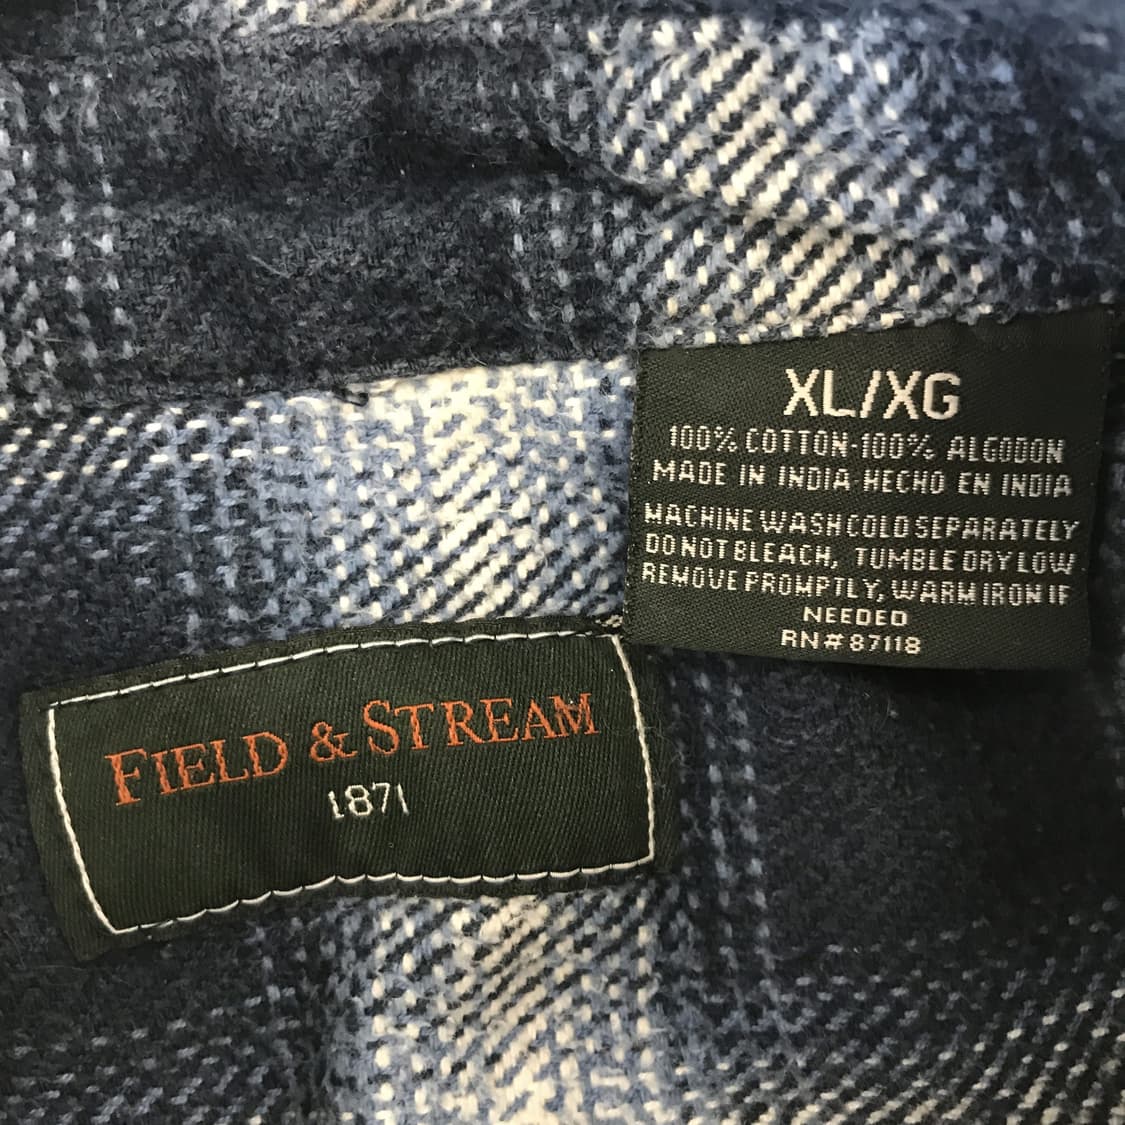 XL/XG
100% COTTON-100% ALGODON
MADE IN INDIA-HECHO EN INDIA
MACHINE WASH COLD SEPARATELY
DO NOT BLEACH, TUMBLE DRY LOW
REMOVE PROMPTLY, WARM IRON IF
NEEDED
RN# 87118
FIELD & STREAM
1871